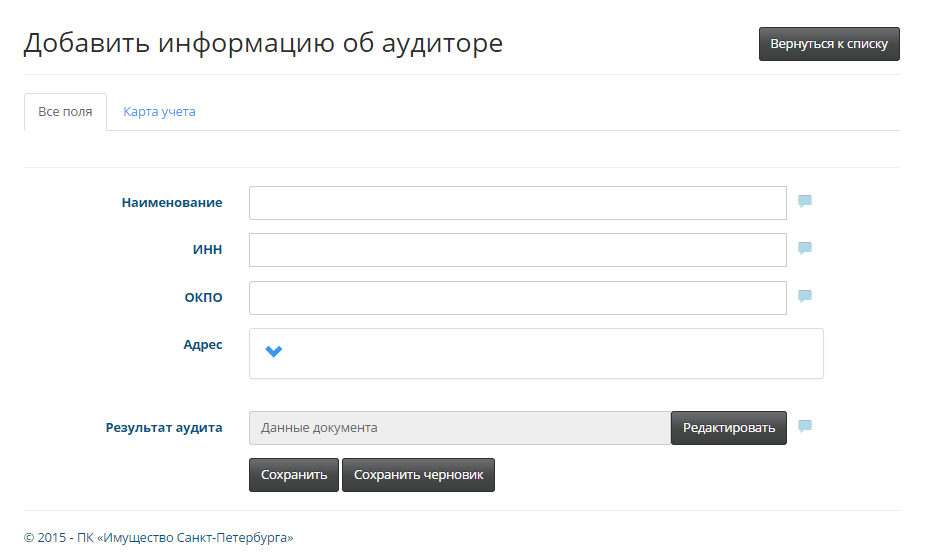 Добавить информацию об аудиторе
Вернуться к списку
Все поля
Карта учета
Наименование
ИНН
ОКПО
Адрес
Результат аудита
Данные документа
Редактировать
Сохранить
Сохранить черновик
© 2015 - ПК «Имущество Санкт-Петербурга»